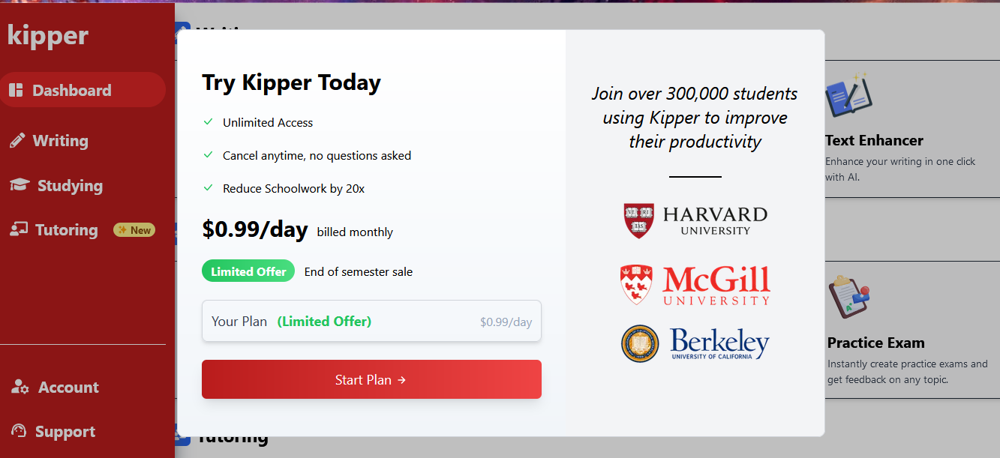 kipper
Dashboard
Writing
Studying
Tutoring
New
Account
Support
Try Kipper Today
Unlimited Access
Cancel anytime, no questions asked
Reduce Schoolwork by 20x
$0.99/day billed monthly
Limited Offer End of semester sale
Your Plan (Limited Offer) $0.99/day
Start Plan →
Join over 300,000 students
using Kipper to improve
their productivity
HARVARD
UNIVERSITY
McGill
UNIVERSITY
Berkeley
UNIVERSITY OF CALIFORNIA
Text Enhancer
Enhance your writing in one click
with AI.
Practice Exam
Instantly create practice exams and
get feedback on any topic.
Tutoring